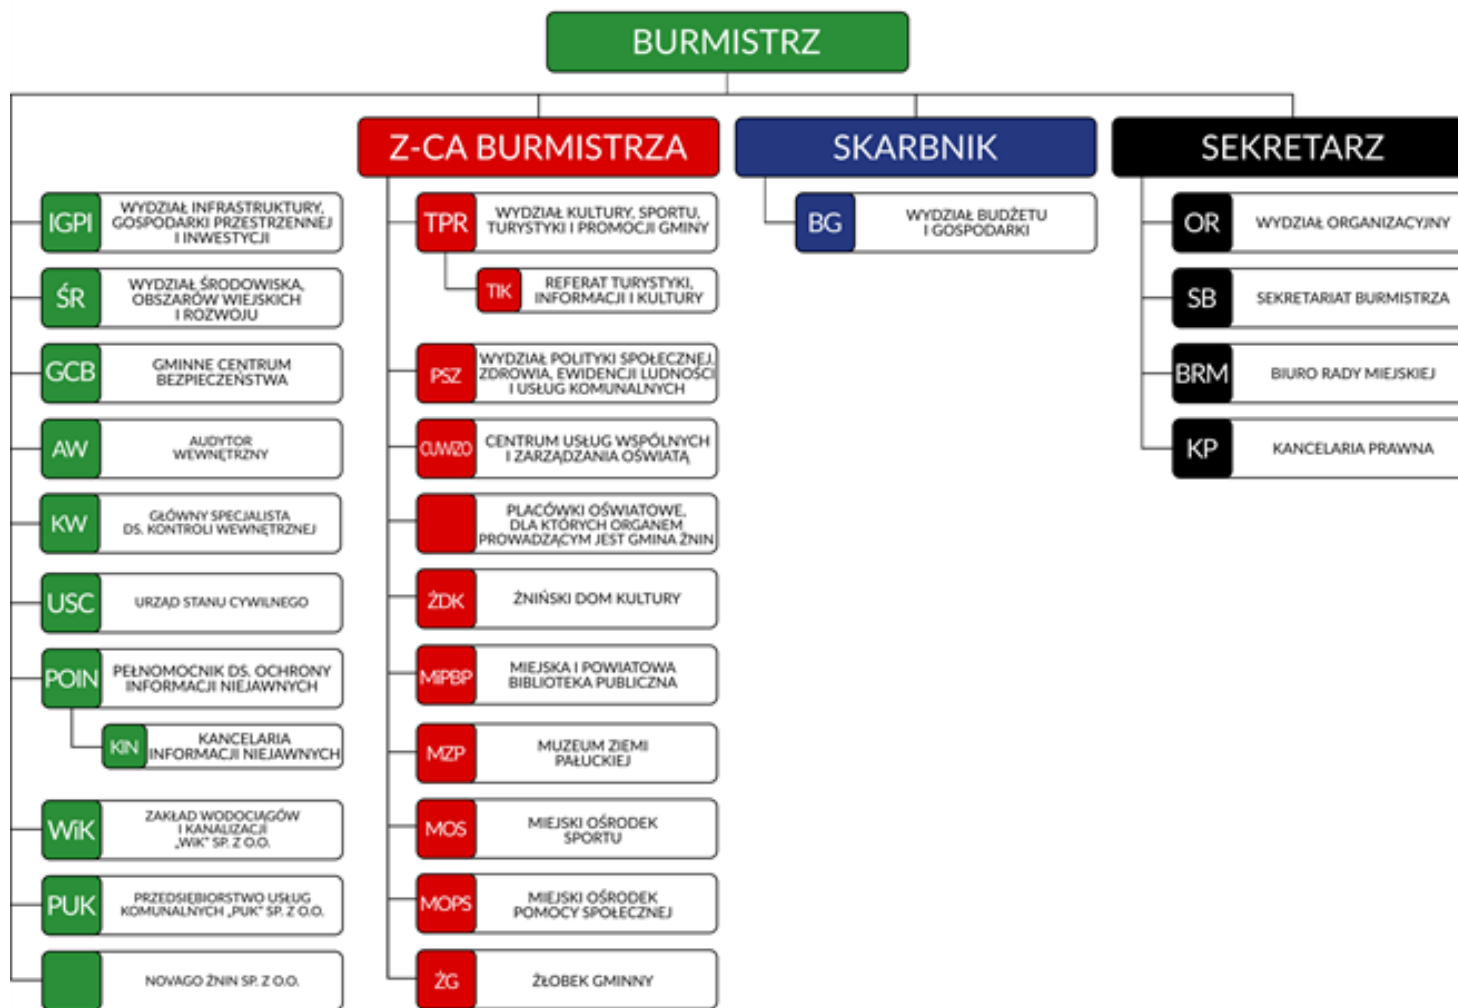 BURMISTRZ
Z-CA BURMISTRZA
SKARBNIK
SEKRETARZ
IGPI
WYDZIAŁ INFRASTRUKTURY,
GOSPODARKI PRZESTRZENNEJ
I INWESTYCJI
ŚR
WYDZIAŁ ŚRODOWISKA,
OBSZARÓW WIEJSKICH
I ROZWOJU
GCB
GMINNE CENTRUM
BEZPIECZEŃSTWA
AW
AUDYTOR
WEWNĘTRZNY
KW
GŁÓWNY SPECJALISTA
DS. KONTROLI WEWNĘTRZNEJ
USC
URZĄD STANU CYWILNEGO
POIN
PEŁNOMOCNIK DS. OCHRONY
INFORMACJI NIEJAWNYCH
KIN
KANCELARIA
INFORMACJI NIEJAWNYCH
WiK
ZAKŁAD WODOCIĄGÓW
I KANALIZACJI
„WIK" SP. Z O.O.
PUK
PRZEDSIĘBIORSTWO USŁUG
KOMUNALNYCH „PUK" SP. Z O.O.
NOVAGO ŻNIN SP. Z O.O.
TPR
WYDZIAŁ KULTURY, SPORTU,
TURYSTYKI I PROMOCJI GMINY
TIK
REFERAT TURYSTYKI,
INFORMACJI I KULTURY
PSZ
WYDZIAŁ POLITYKI SPOŁECZNEJ,
ZDROWIA, EWIDENCJI LUDNOŚCI
I USŁUG KOMUNALNYCH
CUWZO
CENTRUM USŁUG WSPÓLNYCH
I ZARZĄDZANIA OŚWIATĄ
PLACÓWKI OŚWIATOWE,
DLA KTÓRYCH ORGANEM
PROWADZĄCYM JEST GMINA ŻNIN
ŻDK
ŻNIŃSKI DOM KULTURY
MiPBP
MIEJSKA I POWIATOWA
BIBLIOTEKA PUBLICZNA
MZP
MUZEUM ZIEMI
PAŁUCKIEJ
MOS
MIEJSKI OŚRODEK
SPORTU
MOPS
MIEJSKI OŚRODEK
POMOCY SPOŁECZNEJ
ŻG
ŻŁOBEK GMINNY
BG
WYDZIAŁ BUDŻETU
I GOSPODARKI
OR
WYDZIAŁ ORGANIZACYJNY
SB
SEKRETARIAT BURMISTRZA
BRM
BIURO RADY MIEJSKIEJ
KP
KANCELARIA PRAWNA